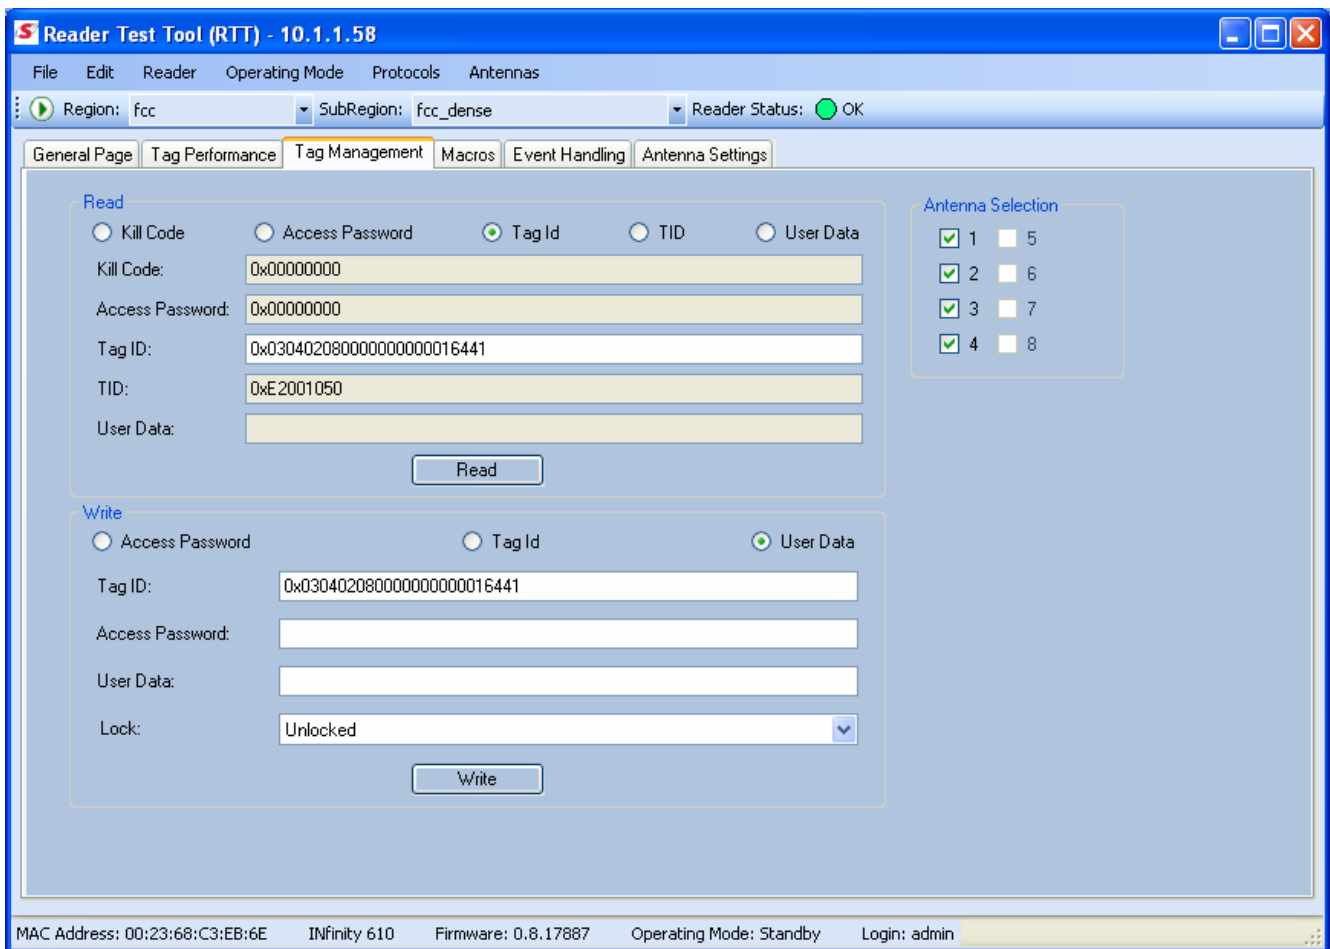 Reader Test Tool (RTT) - 10.1.1.58
File Edit Reader Operating Mode Protocols Antennas
Region: fcc SubRegion: fcc_dense Reader Status: OK
General Page Tag Performance Tag Management Macros Event Handling Antenna Settings
Read
Kill Code Access Password Tag Id TID User Data
Kill Code: 0x00000000
Access Password: 0x00000000
Tag ID: 0x030402080000000000016441
TID: 0xE2001050
User Data:
Read
Write
Access Password Tag Id User Data
Tag ID: 0x030402080000000000016441
Access Password:
User Data:
Lock: Unlocked
Write
Antenna Selection
1 5
2 6
3 7
4 8
MAC Address: 00:23:68:C3:EB:6E INfinity 610 Firmware: 0.8.17887 Operating Mode: Standby Login: admin